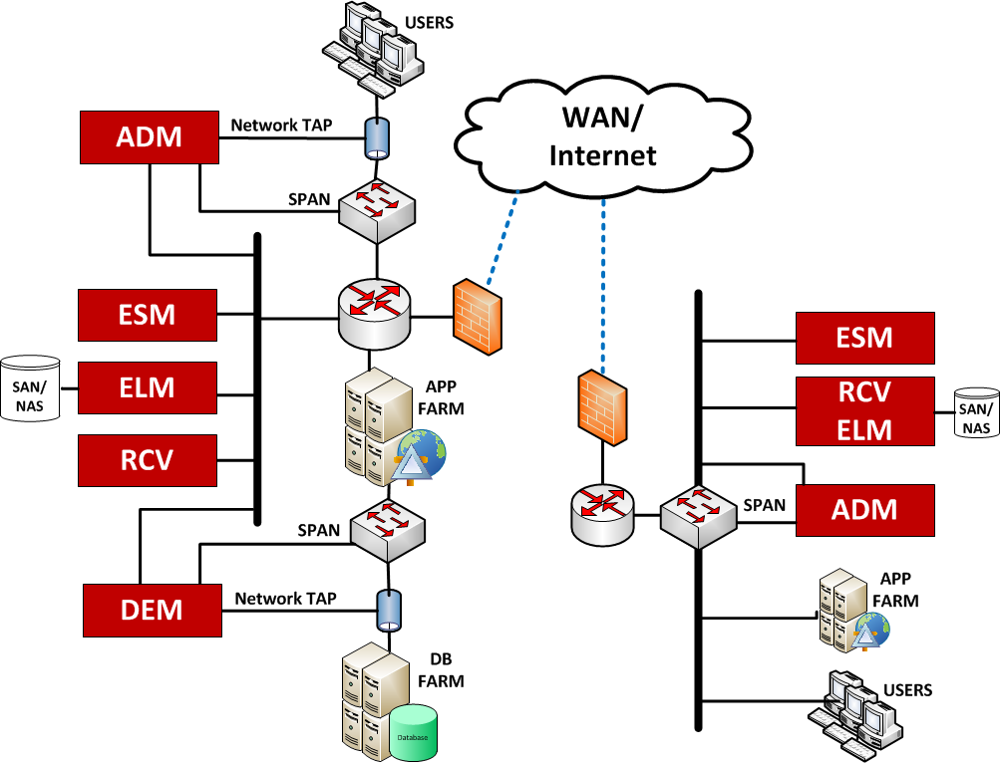 USERS
WAN/
Internet
ADM
Network TAP
SPAN
ESM
ELM
SAN/
NAS
RCV
APP
FARM
SPAN
DEM
Network TAP
DB
FARM
Database
ESM
RCV
ELM
SAN/
NAS
SPAN
ADM
APP
FARM
USERS